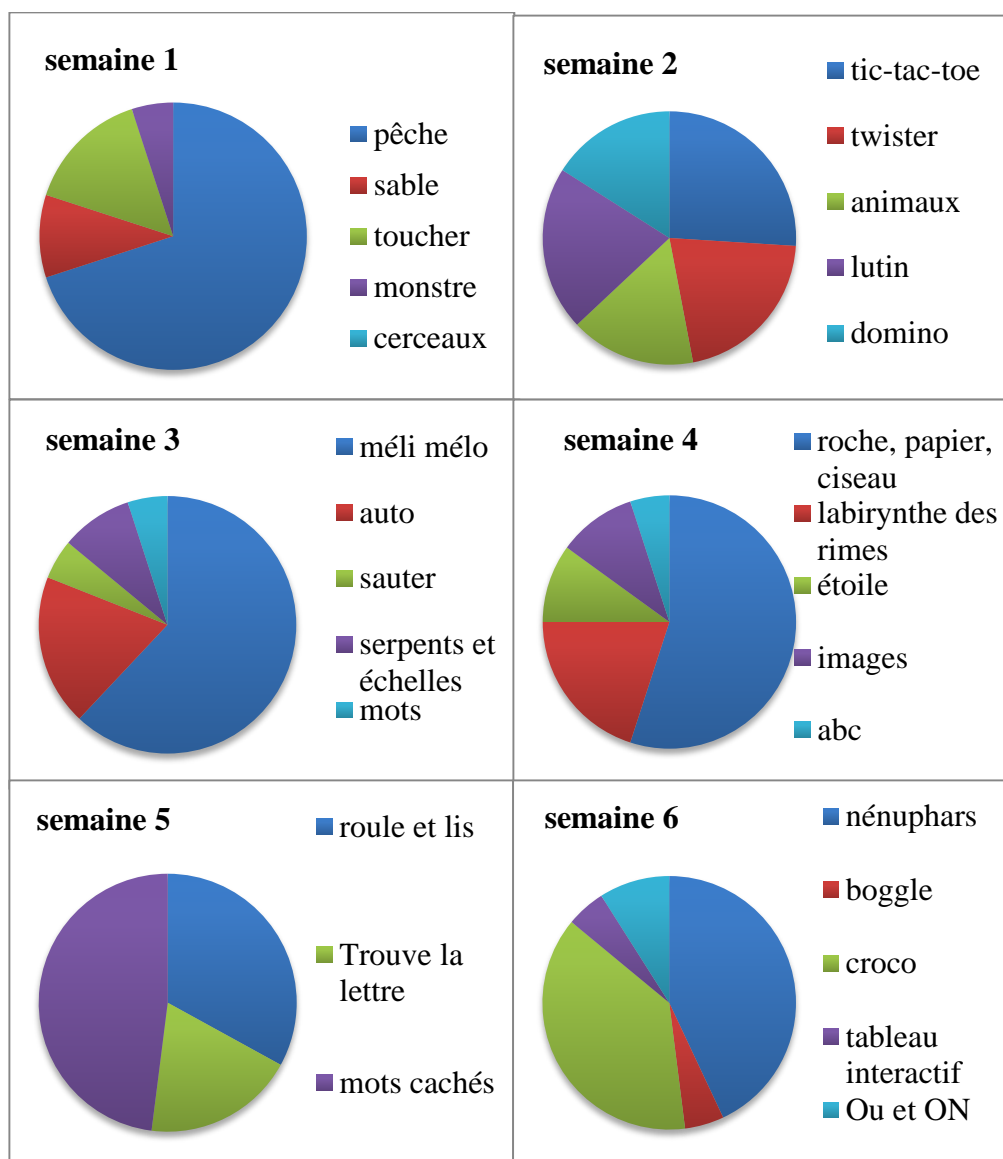 semaine 1
pêche
sable
toucher
monstre
cerceaux
semaine 2
tic-tac-toe
twister
animaux
lutin
domino
semaine 3
méli mélo
auto
sauter
serpents et
échelles
mots
semaine 4
roche, papier,
ciseau
labirynthe des
rimes
étoile
images
abc
semaine 5
roule et lis
Trouve la
lettre
mots cachés
semaine 6
nénuphars
boggle
croco
tableau
interactif
Ou et ON